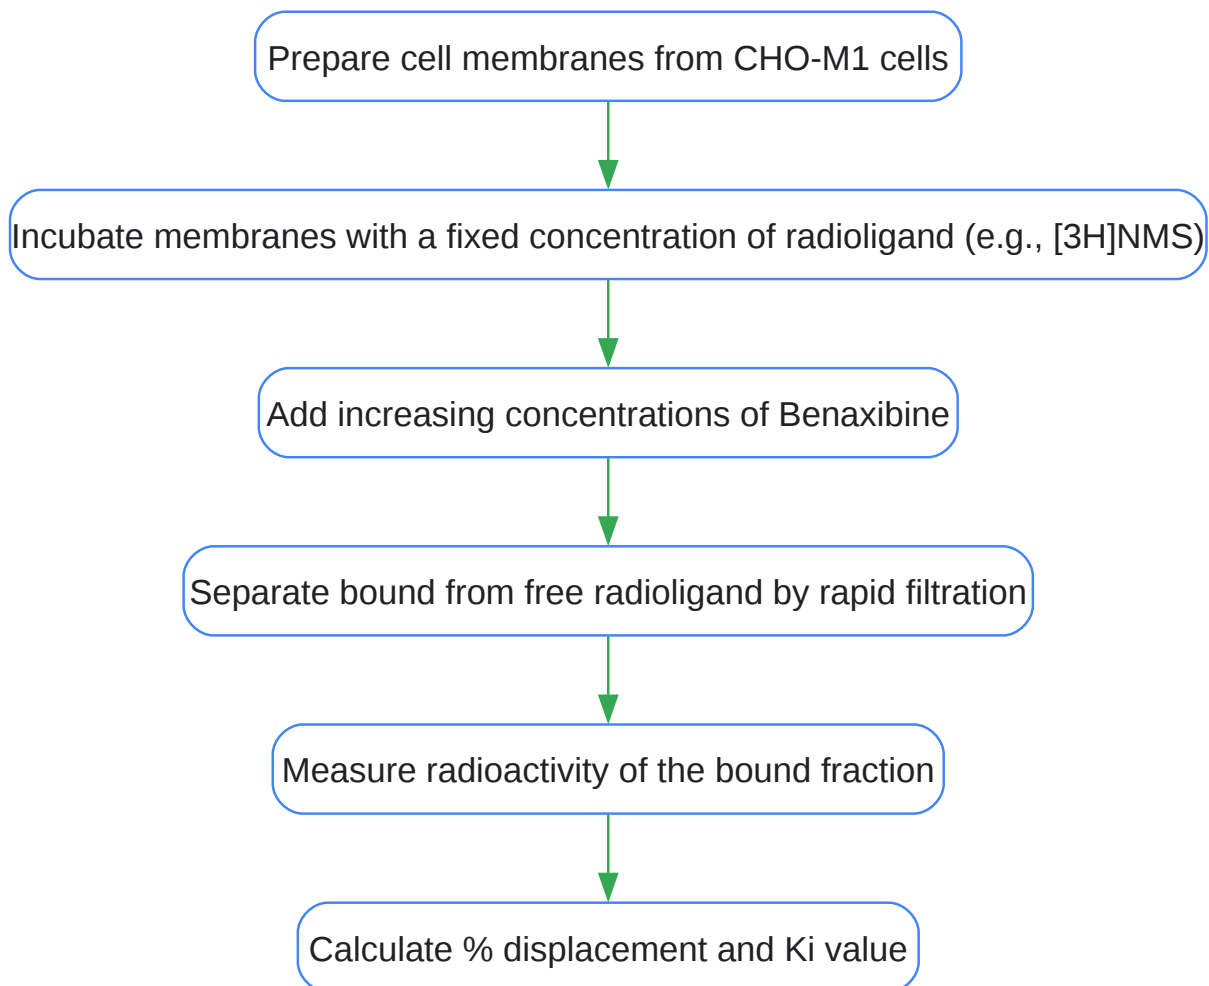 Prepare cell membranes from CHO-M1 cells
Incubate membranes with a fixed concentration of radioligand (e.g., [3H]NMS)
Add increasing concentrations of Benaxibine
Separate bound from free radioligand by rapid filtration
Measure radioactivity of the bound fraction
Calculate % displacement and Ki value